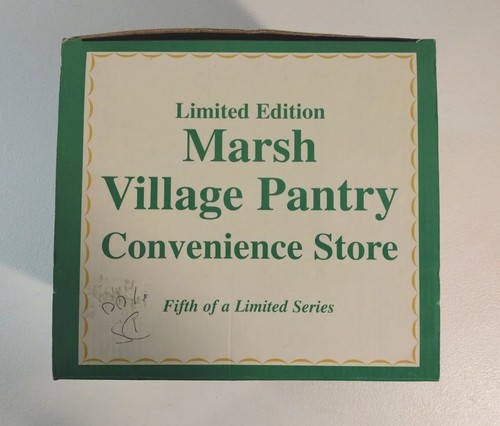 Limited Edition
Marsh
Village Pantry
Convenience Store
Fifth of a Limited Series